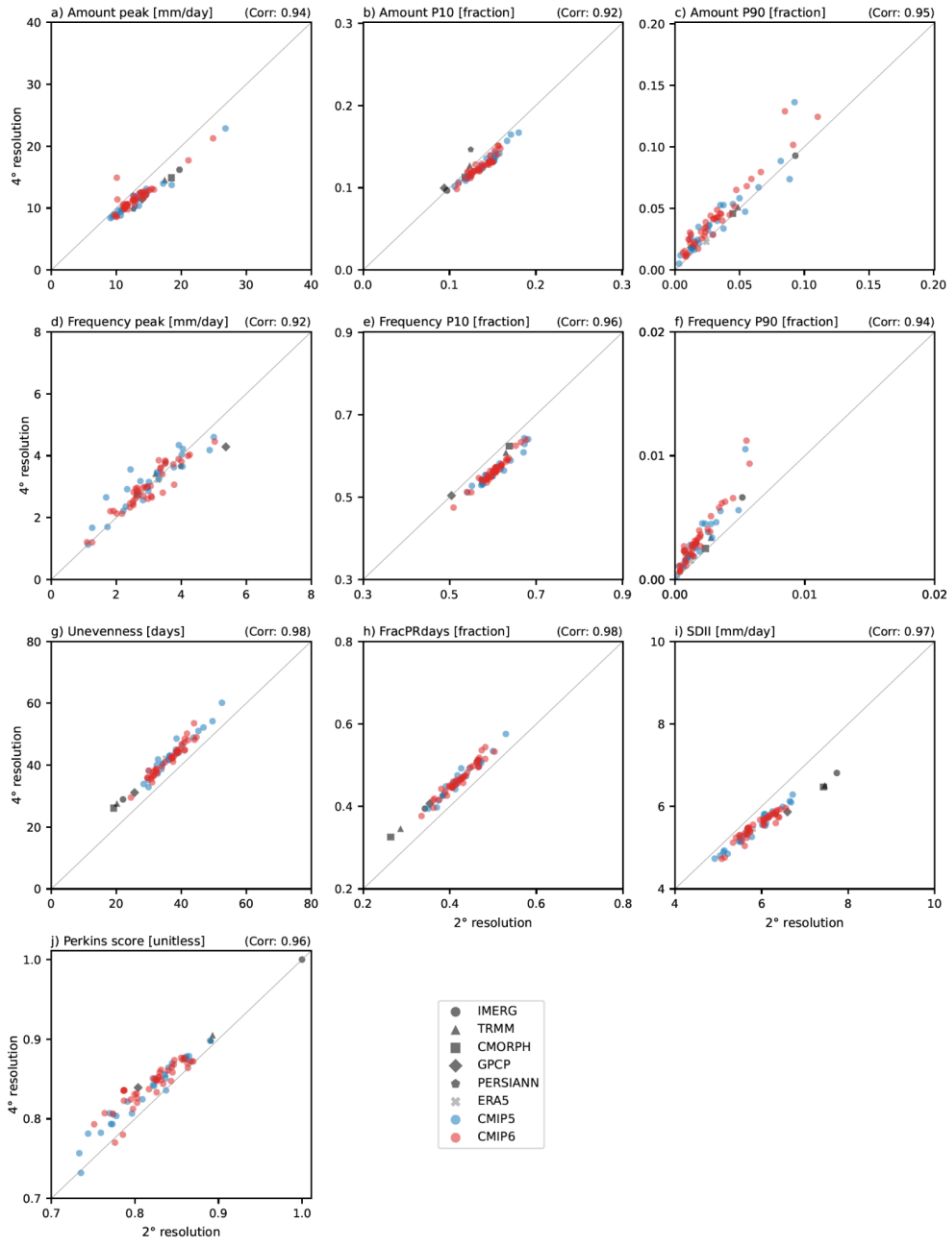 a) Amount peak [mm/day] (Corr: 0.94)
b) Amount P10 [fraction] (Corr: 0.92)
c) Amount P90 [fraction] (Corr: 0.95)
40
30
20
10
0
0 10 20 30 40
4° resolution
0.3
0.2
0.1
0.0
0.0 0.1 0.2 0.3
0.20
0.15
0.10
0.05
0.00
0.00 0.05 0.10 0.15 0.20
d) Frequency peak [mm/day] (Corr: 0.92)
e) Frequency P10 [fraction] (Corr: 0.96)
f) Frequency P90 [fraction] (Corr: 0.94)
8
6
4
2
0
0 2 4 6 8
4° resolution
0.9
0.7
0.5
0.3
0.3 0.5 0.7 0.9
0.02
0.01
0.00
0.00 0.01 0.02
g) Unevenness [days] (Corr: 0.98)
h) FracPRdays [fraction] (Corr: 0.98)
i) SDII [mm/day] (Corr: 0.97)
80
60
40
20
0
0 20 40 60 80
4° resolution
0.8
0.6
0.4
0.2
0.2 0.4 0.6 0.8
2° resolution
10
8
6
4
4 6 8 10
2° resolution
j) Perkins score [unitless] (Corr: 0.96)
1.0
0.9
0.8
0.7
0.7 0.8 0.9 1.0
4° resolution
2° resolution
IMERG
TRMM
CMORPH
GPCP
PERSIANN
ERA5
CMIP5
CMIP6